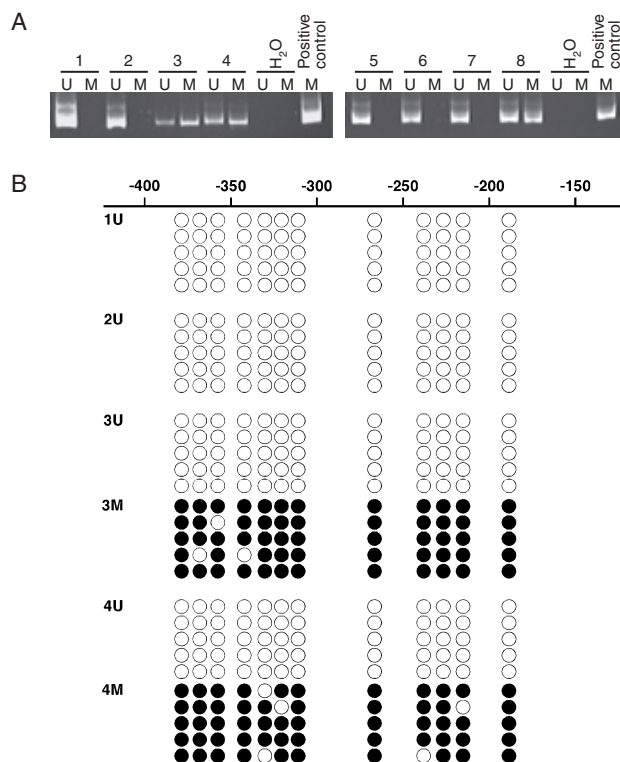 A
1 2 3 4 H2O Positive control
U M U M U M U M U M M
5 6 7 8 H2O Positive control
U M U M U M U M U M M
B
-400 -350 -300 -250 -200 -150
1U
2U
3U
3M
4U
4M